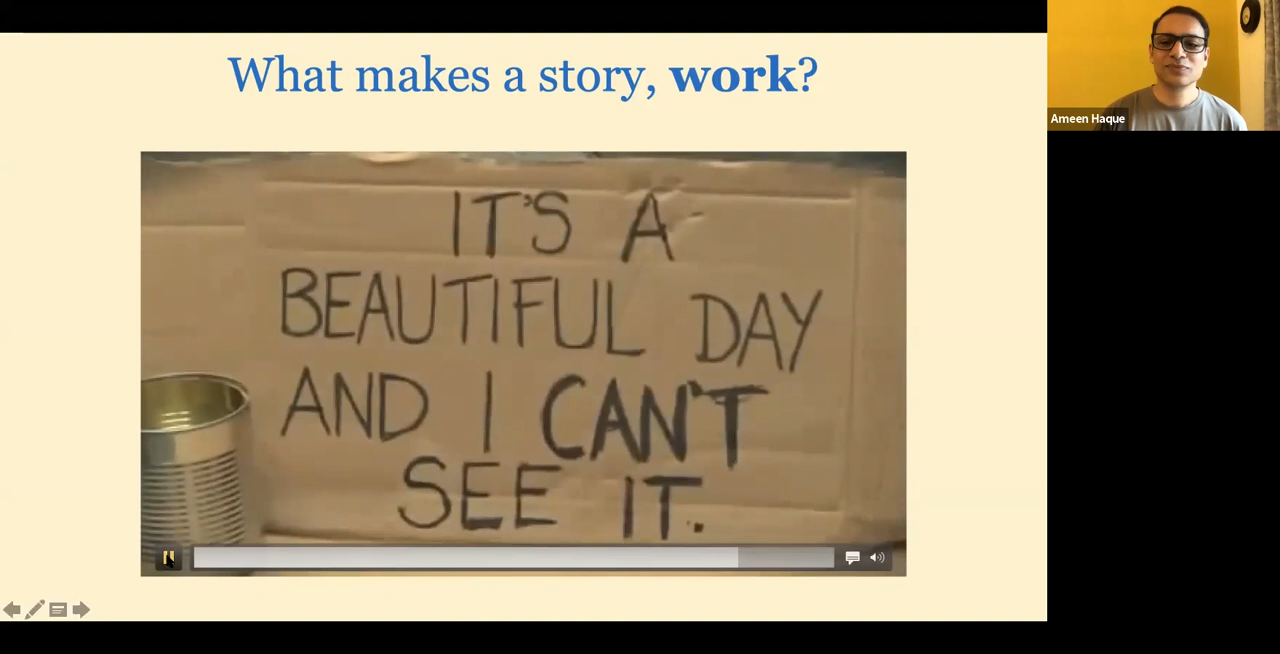 What makes a story, work?
IT'S A
BEAUTIFUL DAY
AND I CAN'T
SEE IT.
Ameen Haque